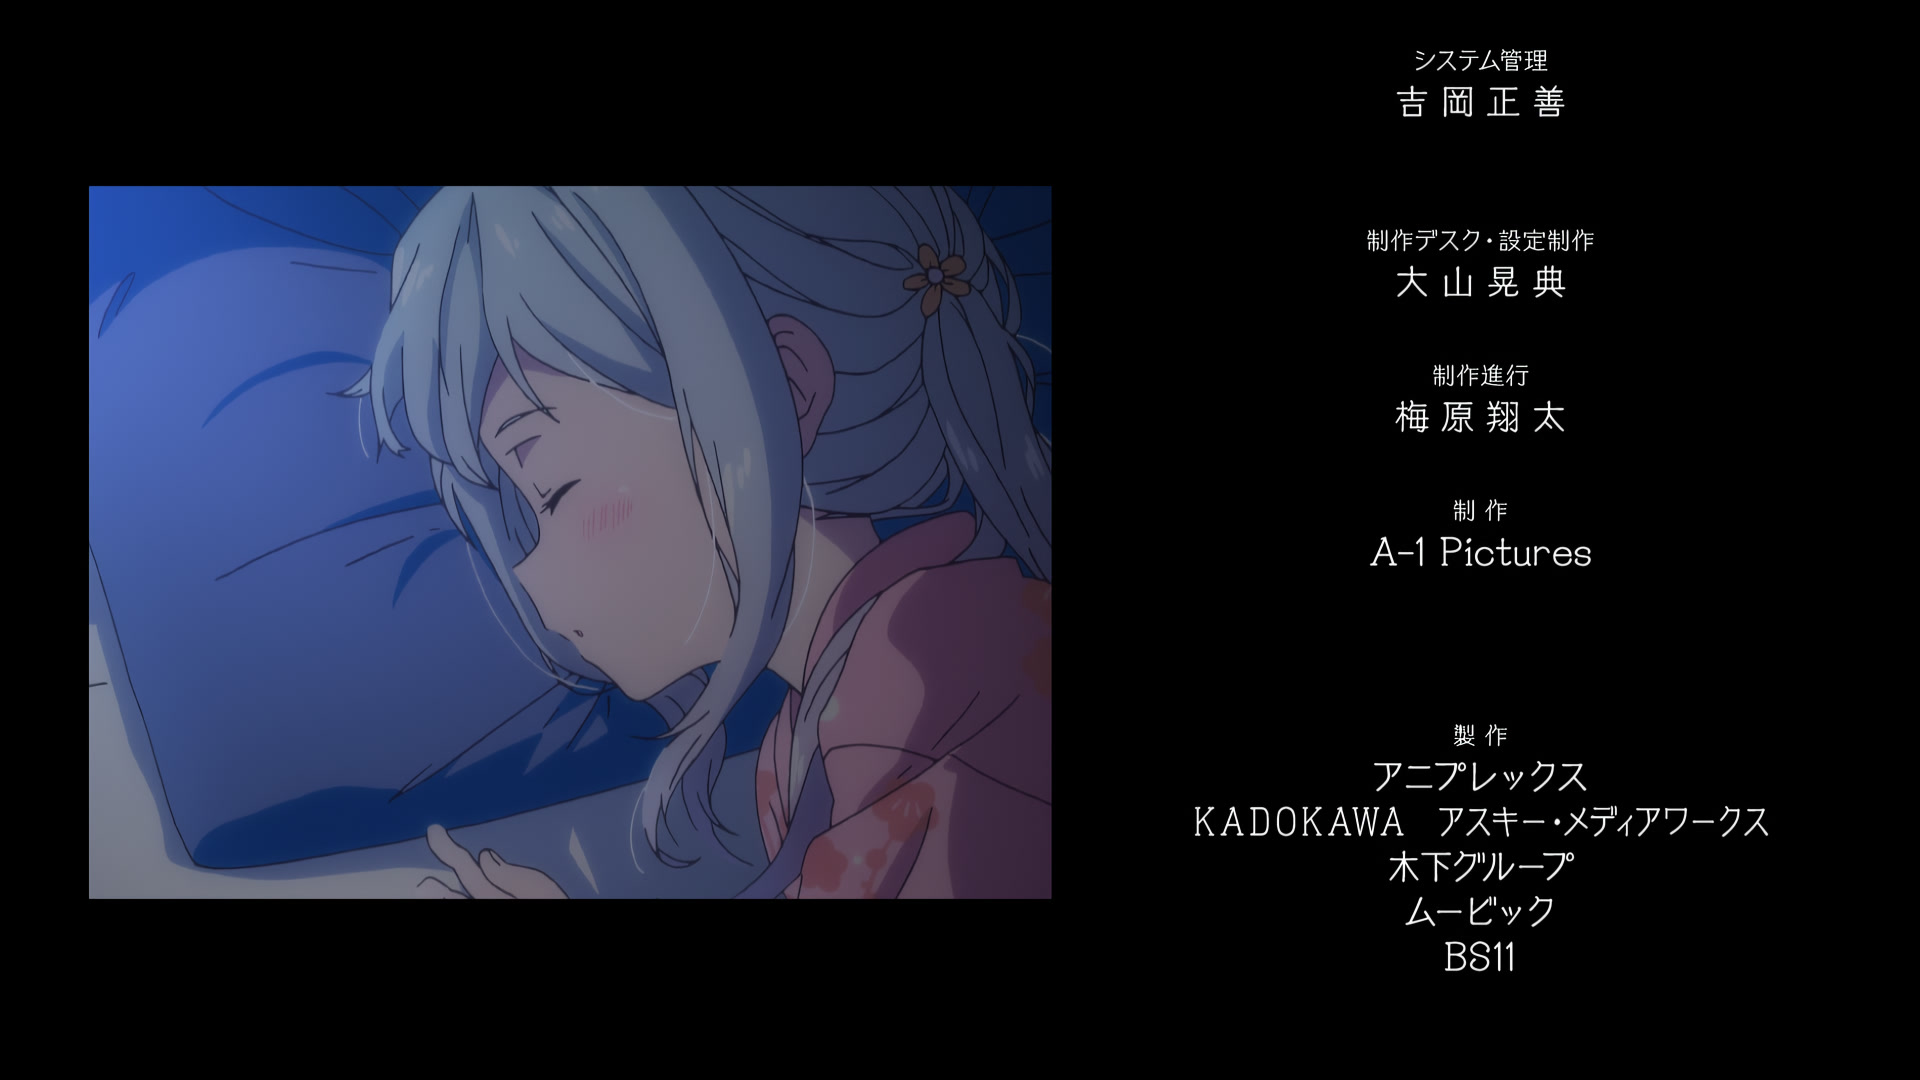 システム管理
吉岡正善
制作デスク・設定制作
大山晃典
制作進行
梅原翔太
制作
A-1 Pictures
製作
アニプレックス
KADOKAWA アスキー・メディアワークス
木下グループ
ムービック
BS11